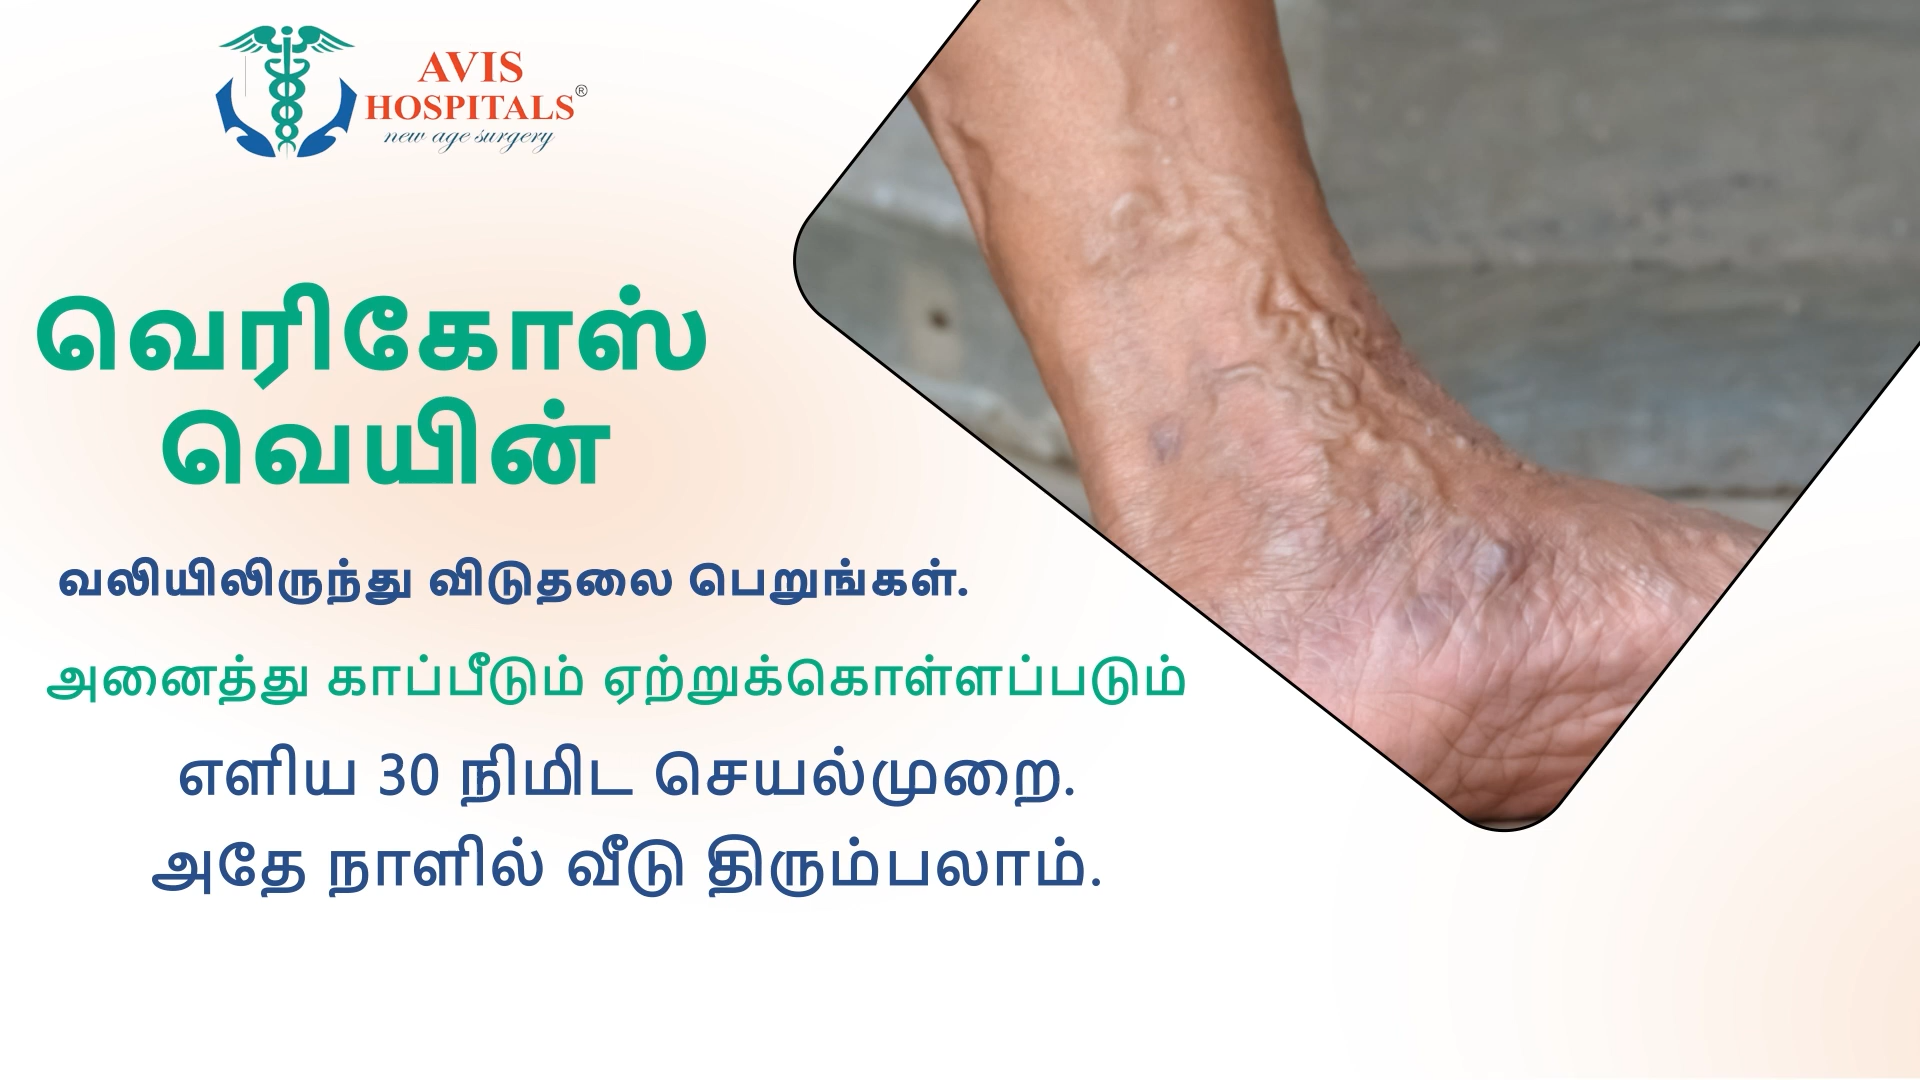 AVIS
HOSPITALS®
new age surgery
வெரிகோஸ்
வெயின்
வலியிலிருந்து விடுதலை பெறுங்கள்.
அனைத்து காப்பீடும் ஏற்றுக்கொள்ளப்படும்
எளிய 30 நிமிட செயல்முறை.
அதே நாளில் வீடு திரும்பலாம்.